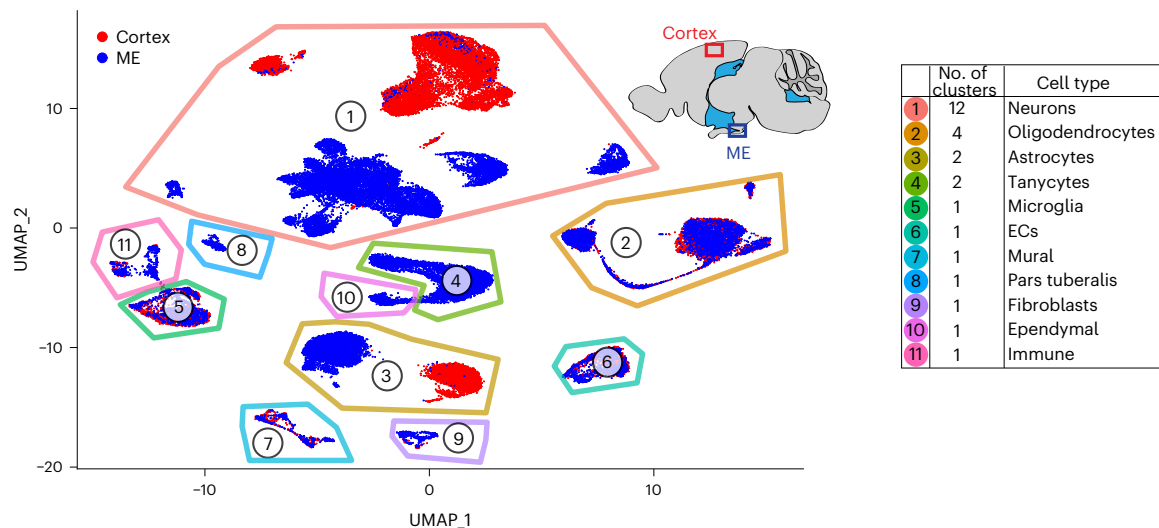 Cortex
ME
Cortex
ME
UMAP_2
10
0
−10
−20
−10
0
10
UMAP_1
1
2
3
4
5
6
7
8
9
10
11
No. of clusters Cell type
1 12 Neurons
2 4 Oligodendrocytes
3 2 Astrocytes
4 2 Tanycytes
5 1 Microglia
6 1 ECs
7 1 Mural
8 1 Pars tuberalis
9 1 Fibroblasts
10 1 Ependymal
11 1 Immune